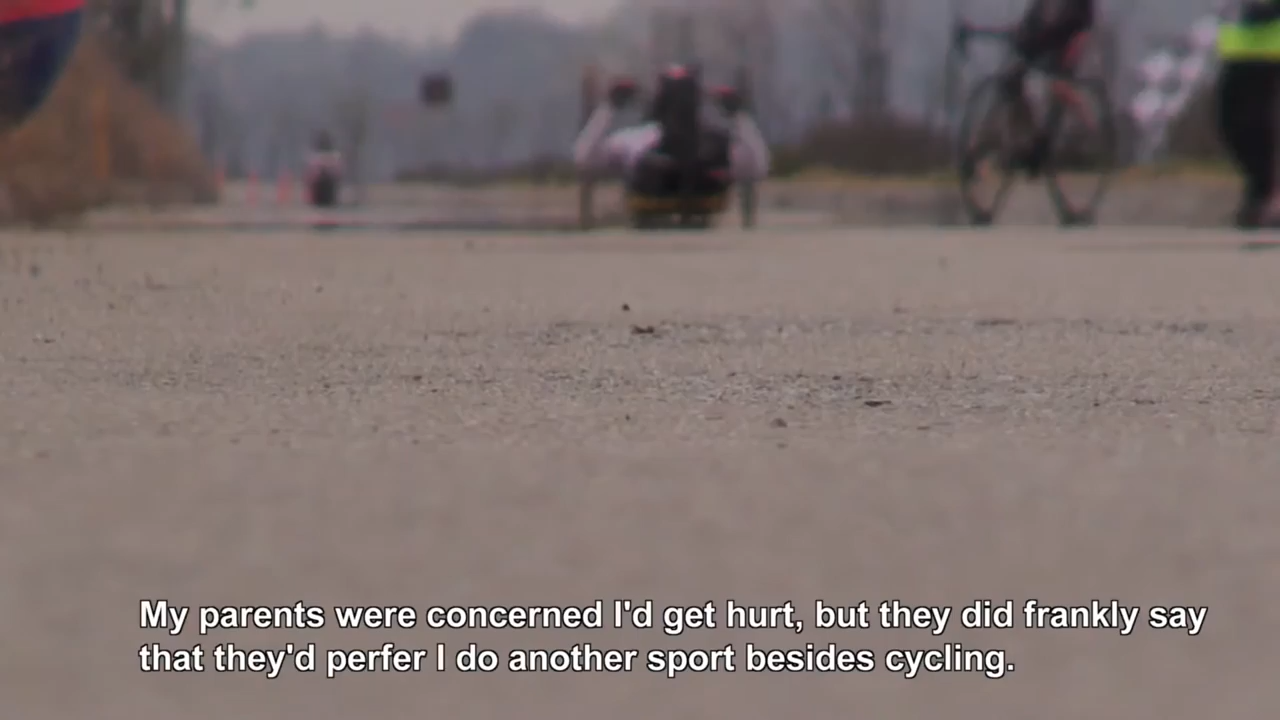 My parents were concerned I'd get hurt, but they did frankly say
that they'd perfer I do another sport besides cycling.